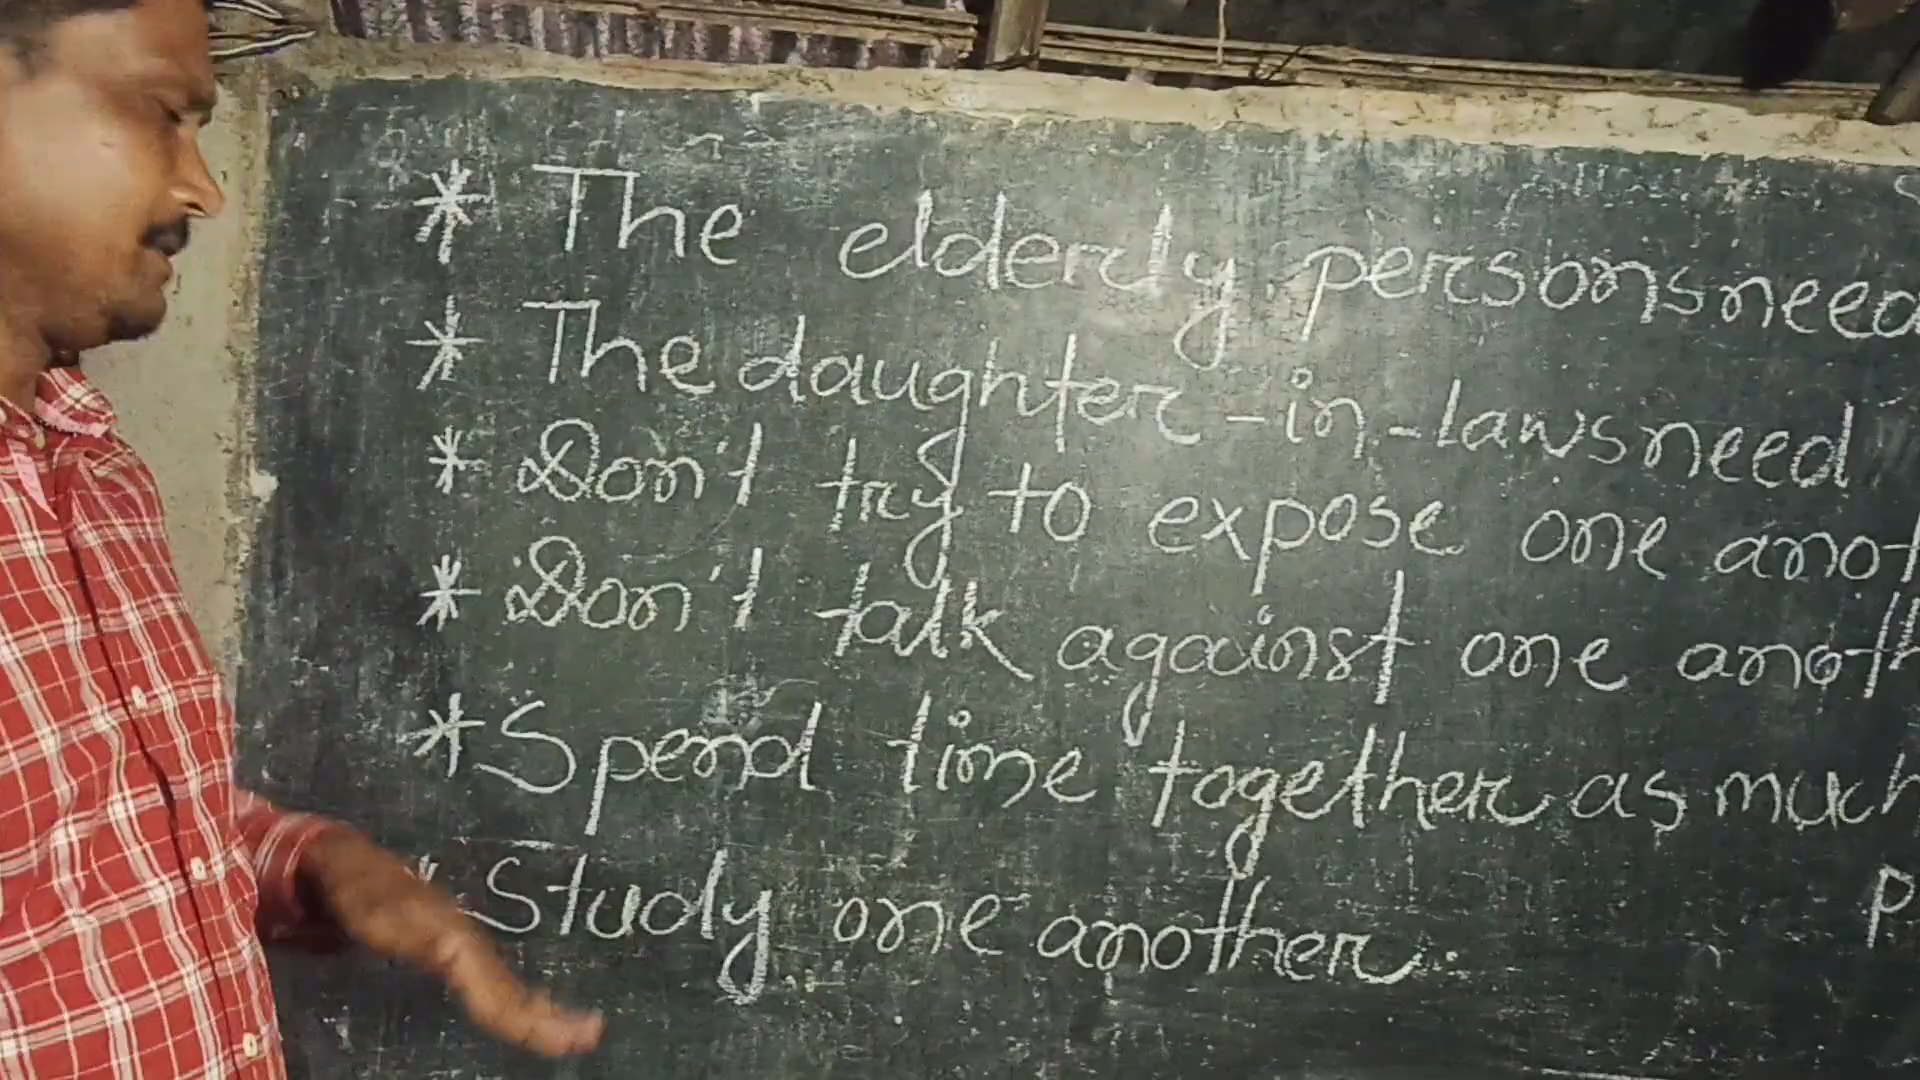 * The elderly persons need
* The daughter-in-laws need
* Don't try to expose one anot
* Don't talk against one anoth
* Spend time together as much
P
* Study one another.